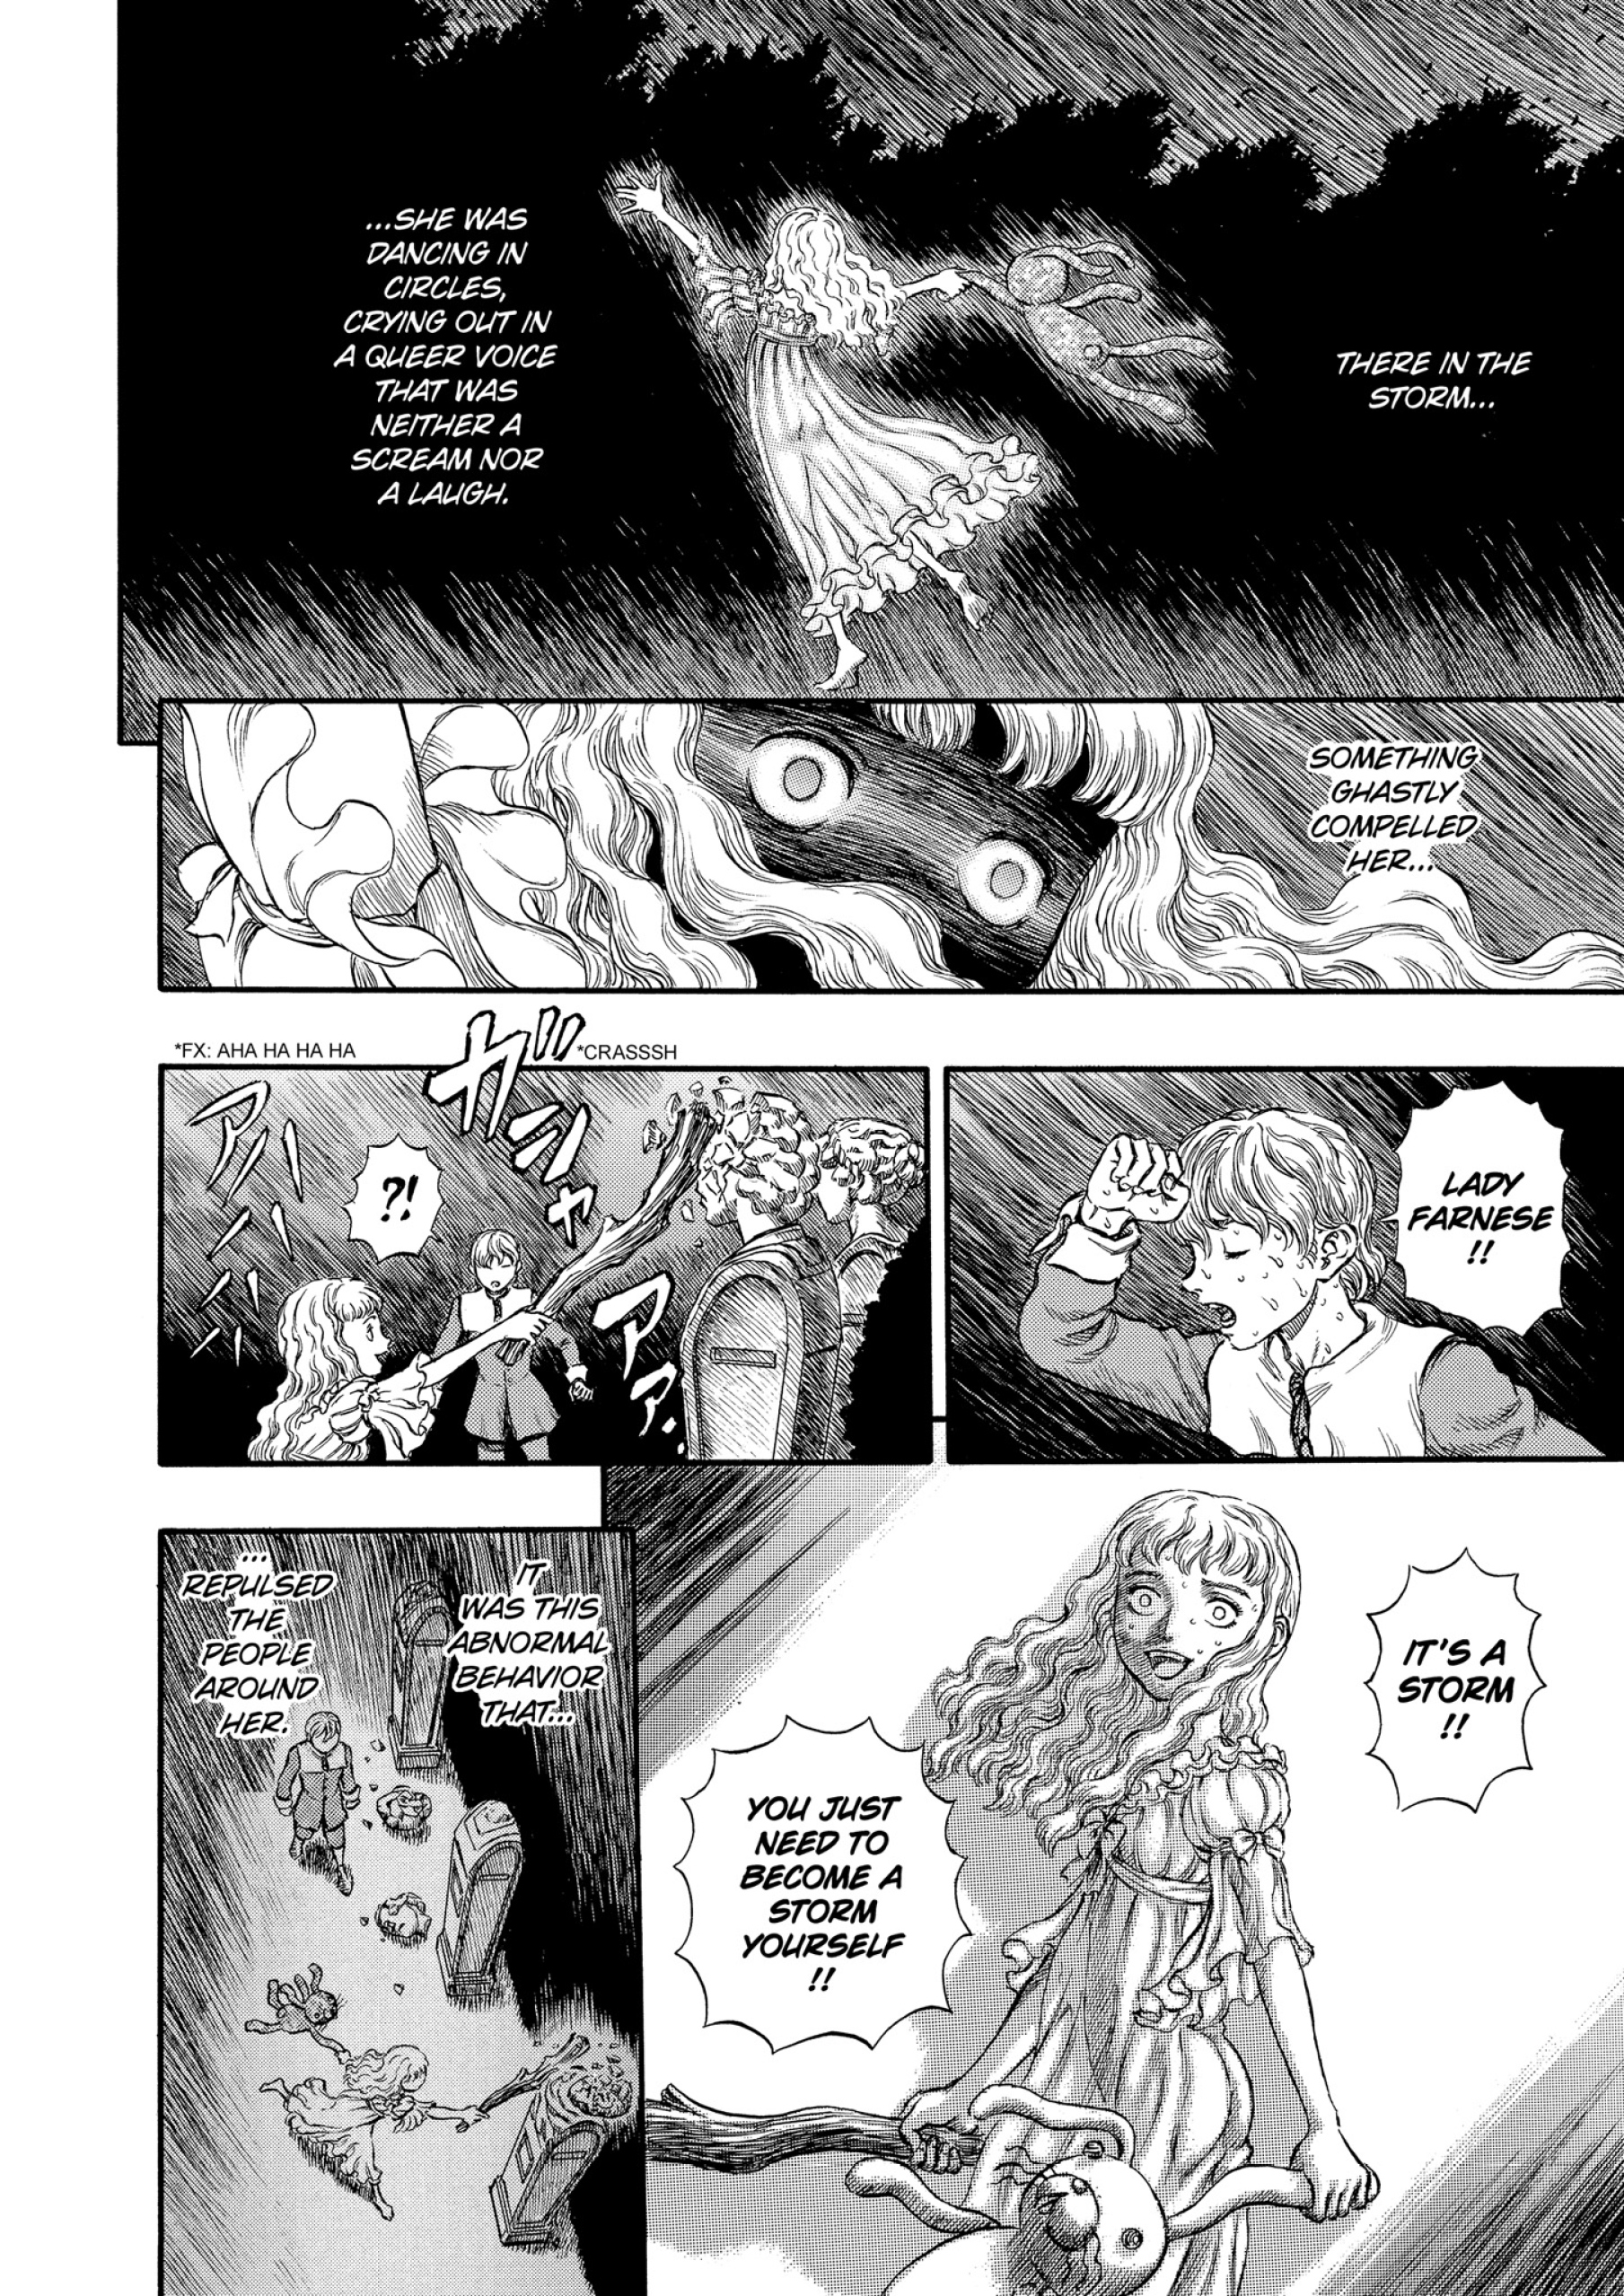 THERE IN THE
STORM...
...SHE WAS
DANCING IN
CIRCLES,
CRYING OUT IN
A QUEER VOICE
THAT WAS
NEITHER A
SCREAM NOR
A LAUGH.
SOMETHING
GHASTLY
COMPELLED
HER...
LADY
FARNESE
!!
*CRASSSH
ガシャ
?!
*FX: AHA HA HA HA
アハハハハ
アア
IT'S A
STORM
!!
YOU JUST
NEED TO
BECOME A
STORM
YOURSELF
!!
IT
WAS THIS
ABNORMAL
BEHAVIOR
THAT...
...
REPULSED
THE
PEOPLE
AROUND
HER.